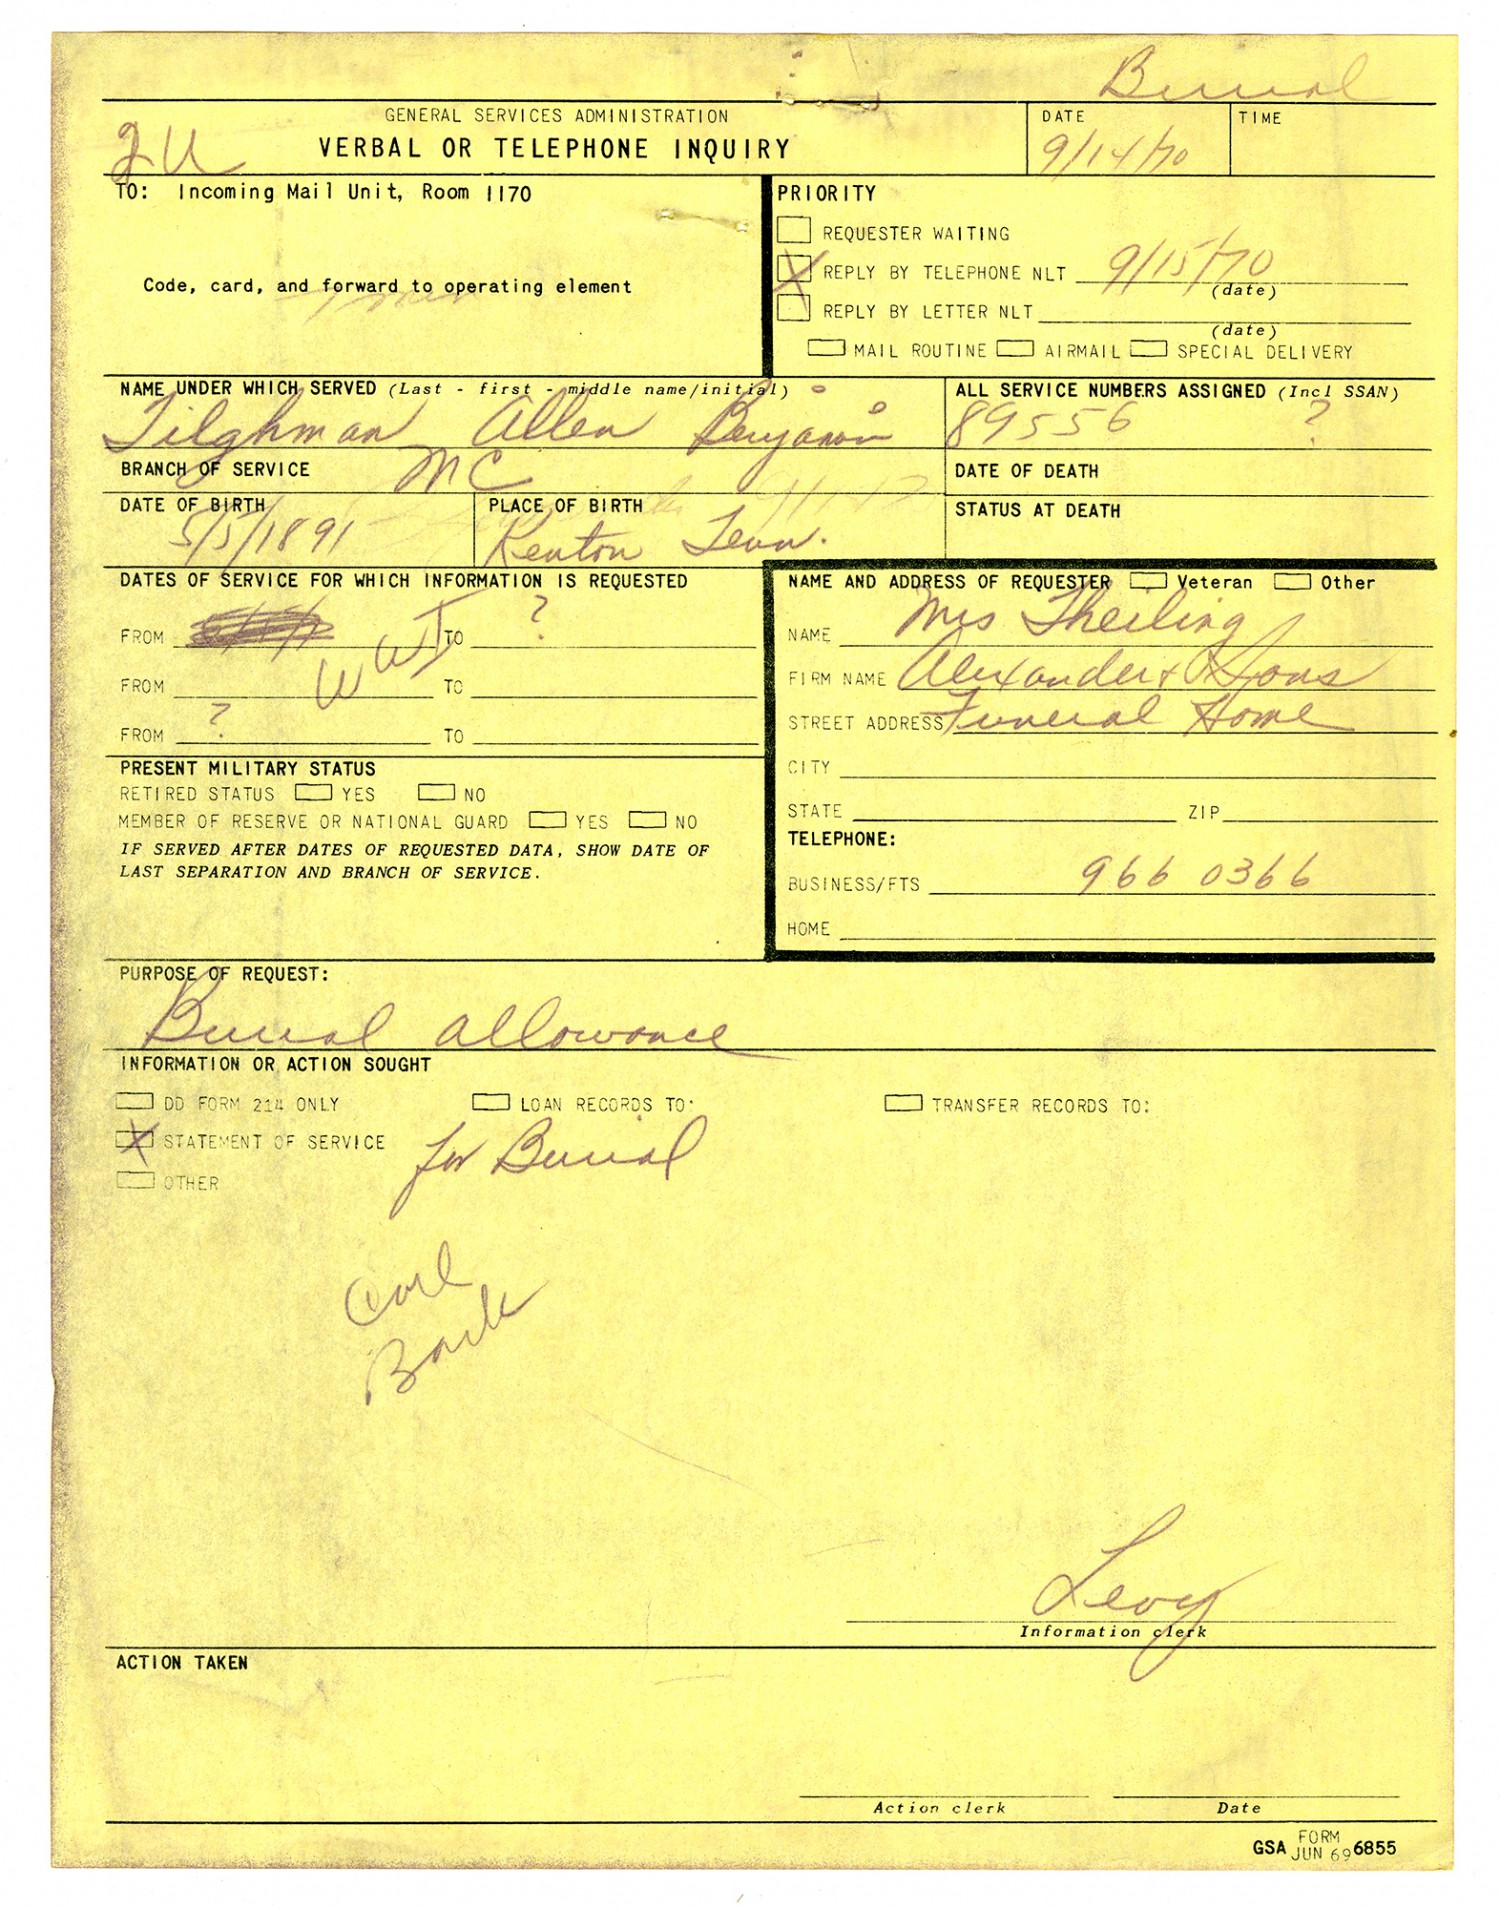 Burial
GENERAL SERVICES ADMINISTRATION
VERBAL OR TELEPHONE INQUIRY
DATE
9/14/70
TIME
TO: Incoming Mail Unit, Room 1170
Code, card, and forward to operating element
PRIORITY
REQUESTER WAITING
X REPLY BY TELEPHONE NLT 9/15/70
(date)
REPLY BY LETTER NLT
(date)
MAIL ROUTINE AIRMAIL SPECIAL DELIVERY
NAME UNDER WHICH SERVED (Last - first - middle name/initial)
Tilghman Allen Benjamin
ALL SERVICE NUMBERS ASSIGNED (Incl SSAN)
89556 ?
BRANCH OF SERVICE MC
DATE OF DEATH
DATE OF BIRTH
5/5/1891
PLACE OF BIRTH
Kenton Tenn.
STATUS AT DEATH
DATES OF SERVICE FOR WHICH INFORMATION IS REQUESTED
FROM TO ?
WWI
FROM TO
FROM ? TO
NAME AND ADDRESS OF REQUESTER Veteran Other
NAME Mrs Theiling
FIRM NAME Alexander & Sons
STREET ADDRESS Funeral Home
CITY
STATE ZIP
TELEPHONE:
BUSINESS/FTS 966 0366
HOME
PRESENT MILITARY STATUS
RETIRED STATUS YES NO
MEMBER OF RESERVE OR NATIONAL GUARD YES NO
IF SERVED AFTER DATES OF REQUESTED DATA, SHOW DATE OF
LAST SEPARATION AND BRANCH OF SERVICE.
PURPOSE OF REQUEST:
Burial allowance
INFORMATION OR ACTION SOUGHT
DD FORM 214 ONLY LOAN RECORDS TO: TRANSFER RECORDS TO:
X STATEMENT OF SERVICE for Burial
OTHER
Call
Back
Levy
Information clerk
ACTION TAKEN
Action clerk Date
GSA FORM JUN 69 6855